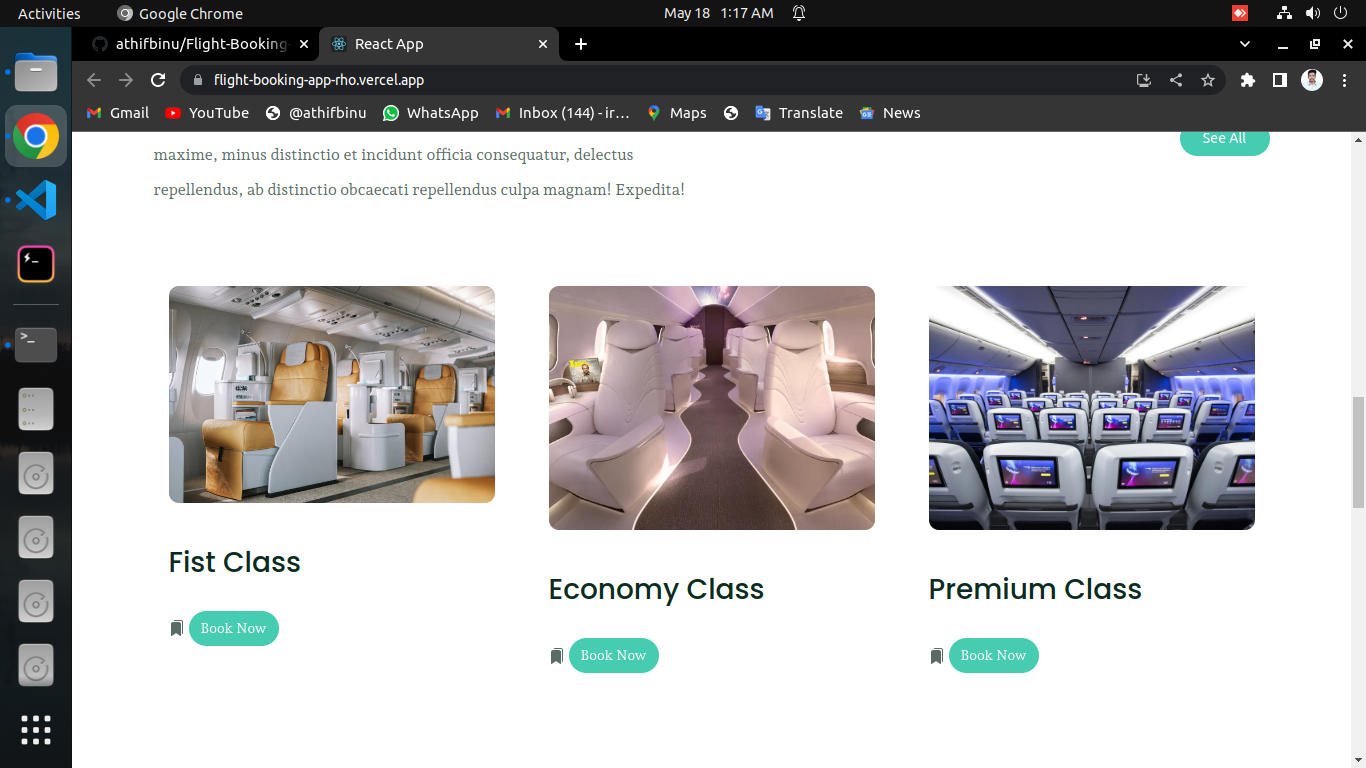 Activities
Google Chrome
May 18 1:17 AM
athifbinu/Flight-Booking-
React App
flight-booking-app-rho.vercel.app
Gmail
YouTube
@athifbinu
WhatsApp
Inbox (144) - ir…
Maps
Translate
News
maxime, minus distinctio et incidunt officia consequatur, delectus
See All
repellendus, ab distinctio obcaecati repellendus culpa magnam! Expedita!
Fist Class
Economy Class
Premium Class
Book Now
Book Now
Book Now